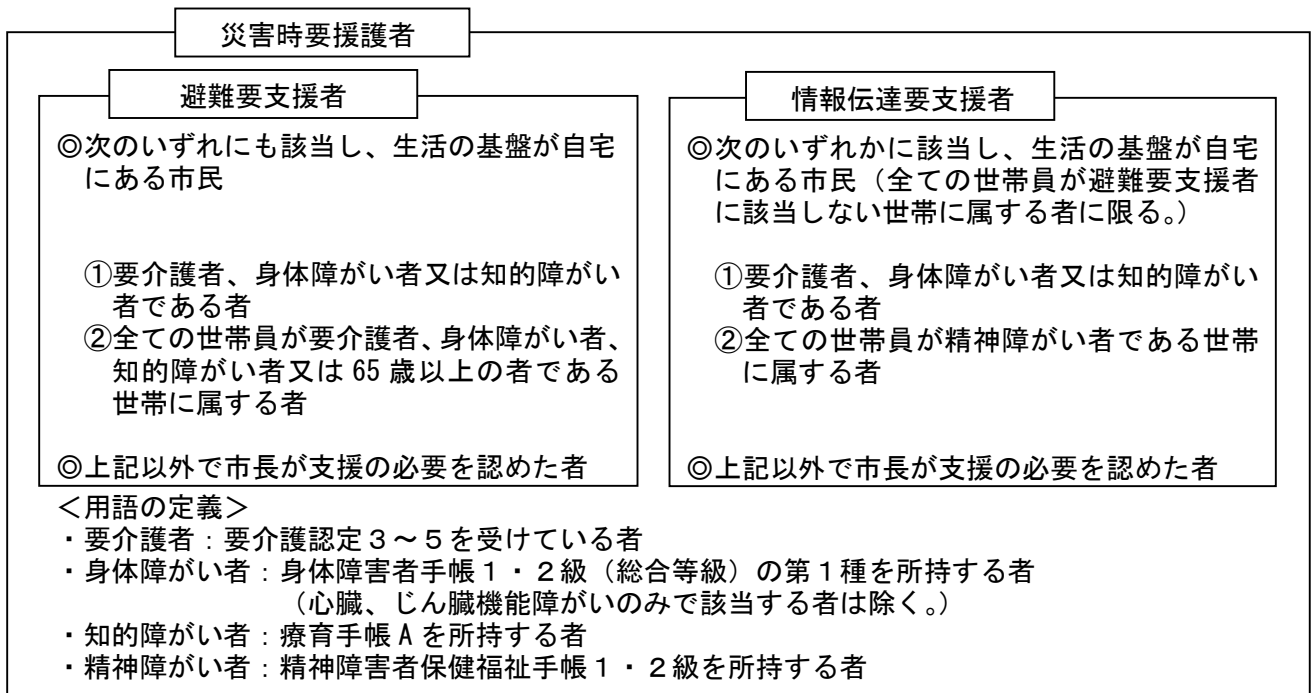 災害時要援護者
避難要支援者
◎次のいずれにも該当し、生活の基盤が自宅
にある市民
①要介護者、身体障がい者又は知的障がい
者である者
②全ての世帯員が要介護者、身体障がい者、
知的障がい者又は 65 歳以上の者である
世帯に属する者
◎上記以外で市長が支援の必要を認めた者
情報伝達要支援者
◎次のいずれかに該当し、生活の基盤が自宅
にある市民（全ての世帯員が避難要支援者
に該当しない世帯に属する者に限る。）
①要介護者、身体障がい者又は知的障がい
者である者
②全ての世帯員が精神障がい者である世帯
に属する者
◎上記以外で市長が支援の必要を認めた者
＜用語の定義＞
・要介護者：要介護認定３～５を受けている者
・身体障がい者：身体障害者手帳１・２級（総合等級）の第１種を所持する者
（心臓、じん臓機能障がいのみで該当する者は除く。）
・知的障がい者：療育手帳 A を所持する者
・精神障がい者：精神障害者保健福祉手帳１・２級を所持する者